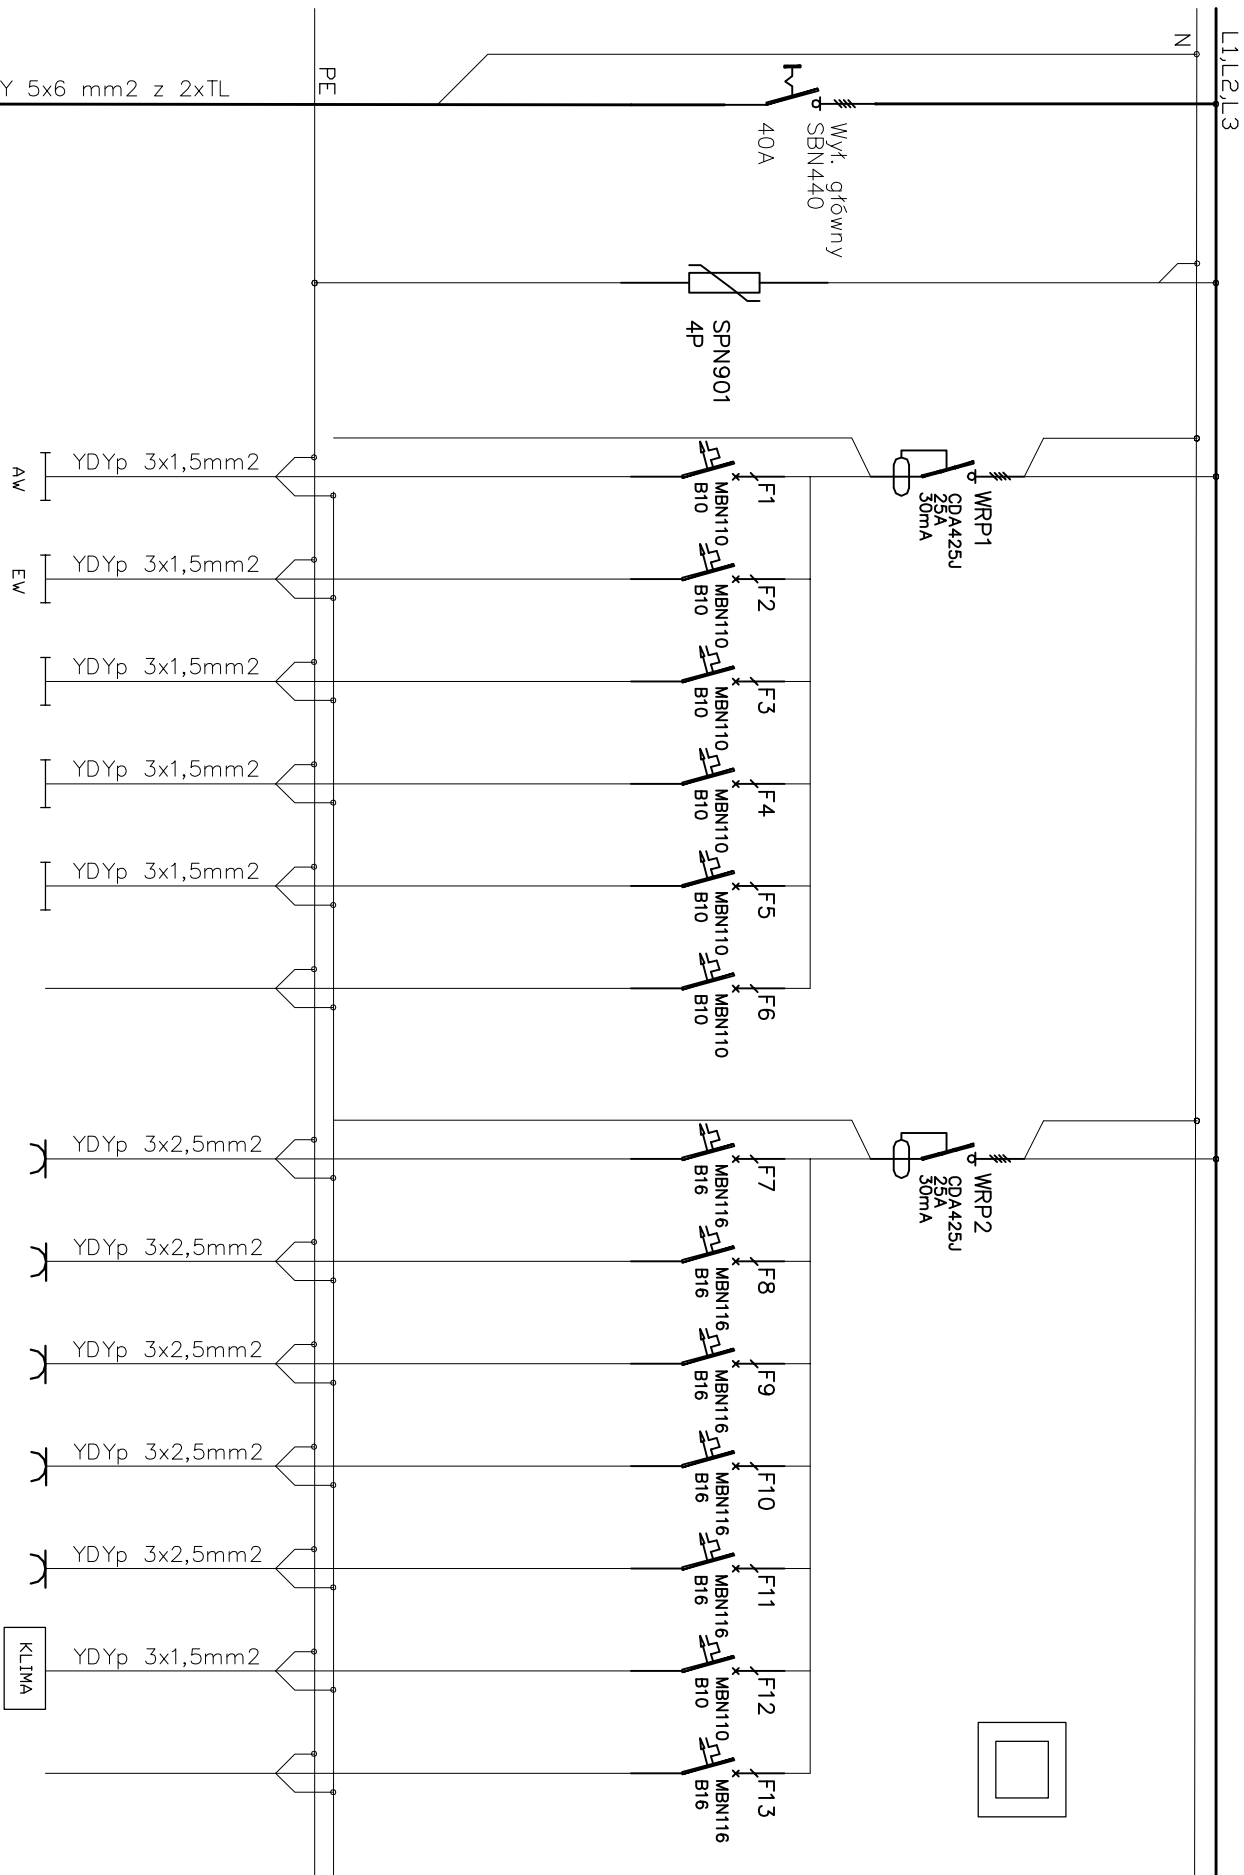 L1,L2,L3
N
PE
Y 5x6 mm2 z 2xTL
Wył. główny
SBN440
40A
SPN901
4P
WRP1
CDA425J
25A
30mA
F1
MBN110
B10
YDYp 3x1,5mm2
AW
F2
MBN110
B10
YDYp 3x1,5mm2
EW
F3
MBN110
B10
YDYp 3x1,5mm2
F4
MBN110
B10
YDYp 3x1,5mm2
F5
MBN110
B10
YDYp 3x1,5mm2
F6
MBN110
B10
WRP2
CDA425J
25A
30mA
F7
MBN116
B16
YDYp 3x2,5mm2
F8
MBN116
B16
YDYp 3x2,5mm2
F9
MBN116
B16
YDYp 3x2,5mm2
F10
MBN116
B16
YDYp 3x2,5mm2
F11
MBN116
B16
YDYp 3x2,5mm2
F12
MBN110
B10
YDYp 3x1,5mm2
KLIMA
F13
MBN116
B16